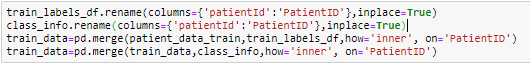 train_labels_df.rename(columns={'patientId':'PatientID'},inplace=True)
class_info.rename(columns={'patientId':'PatientID'},inplace=True)
train_data=pd.merge(patient_data_train,train_labels_df,how='inner', on='PatientID')
train_data=pd.merge(train_data,class_info,how='inner', on='PatientID')